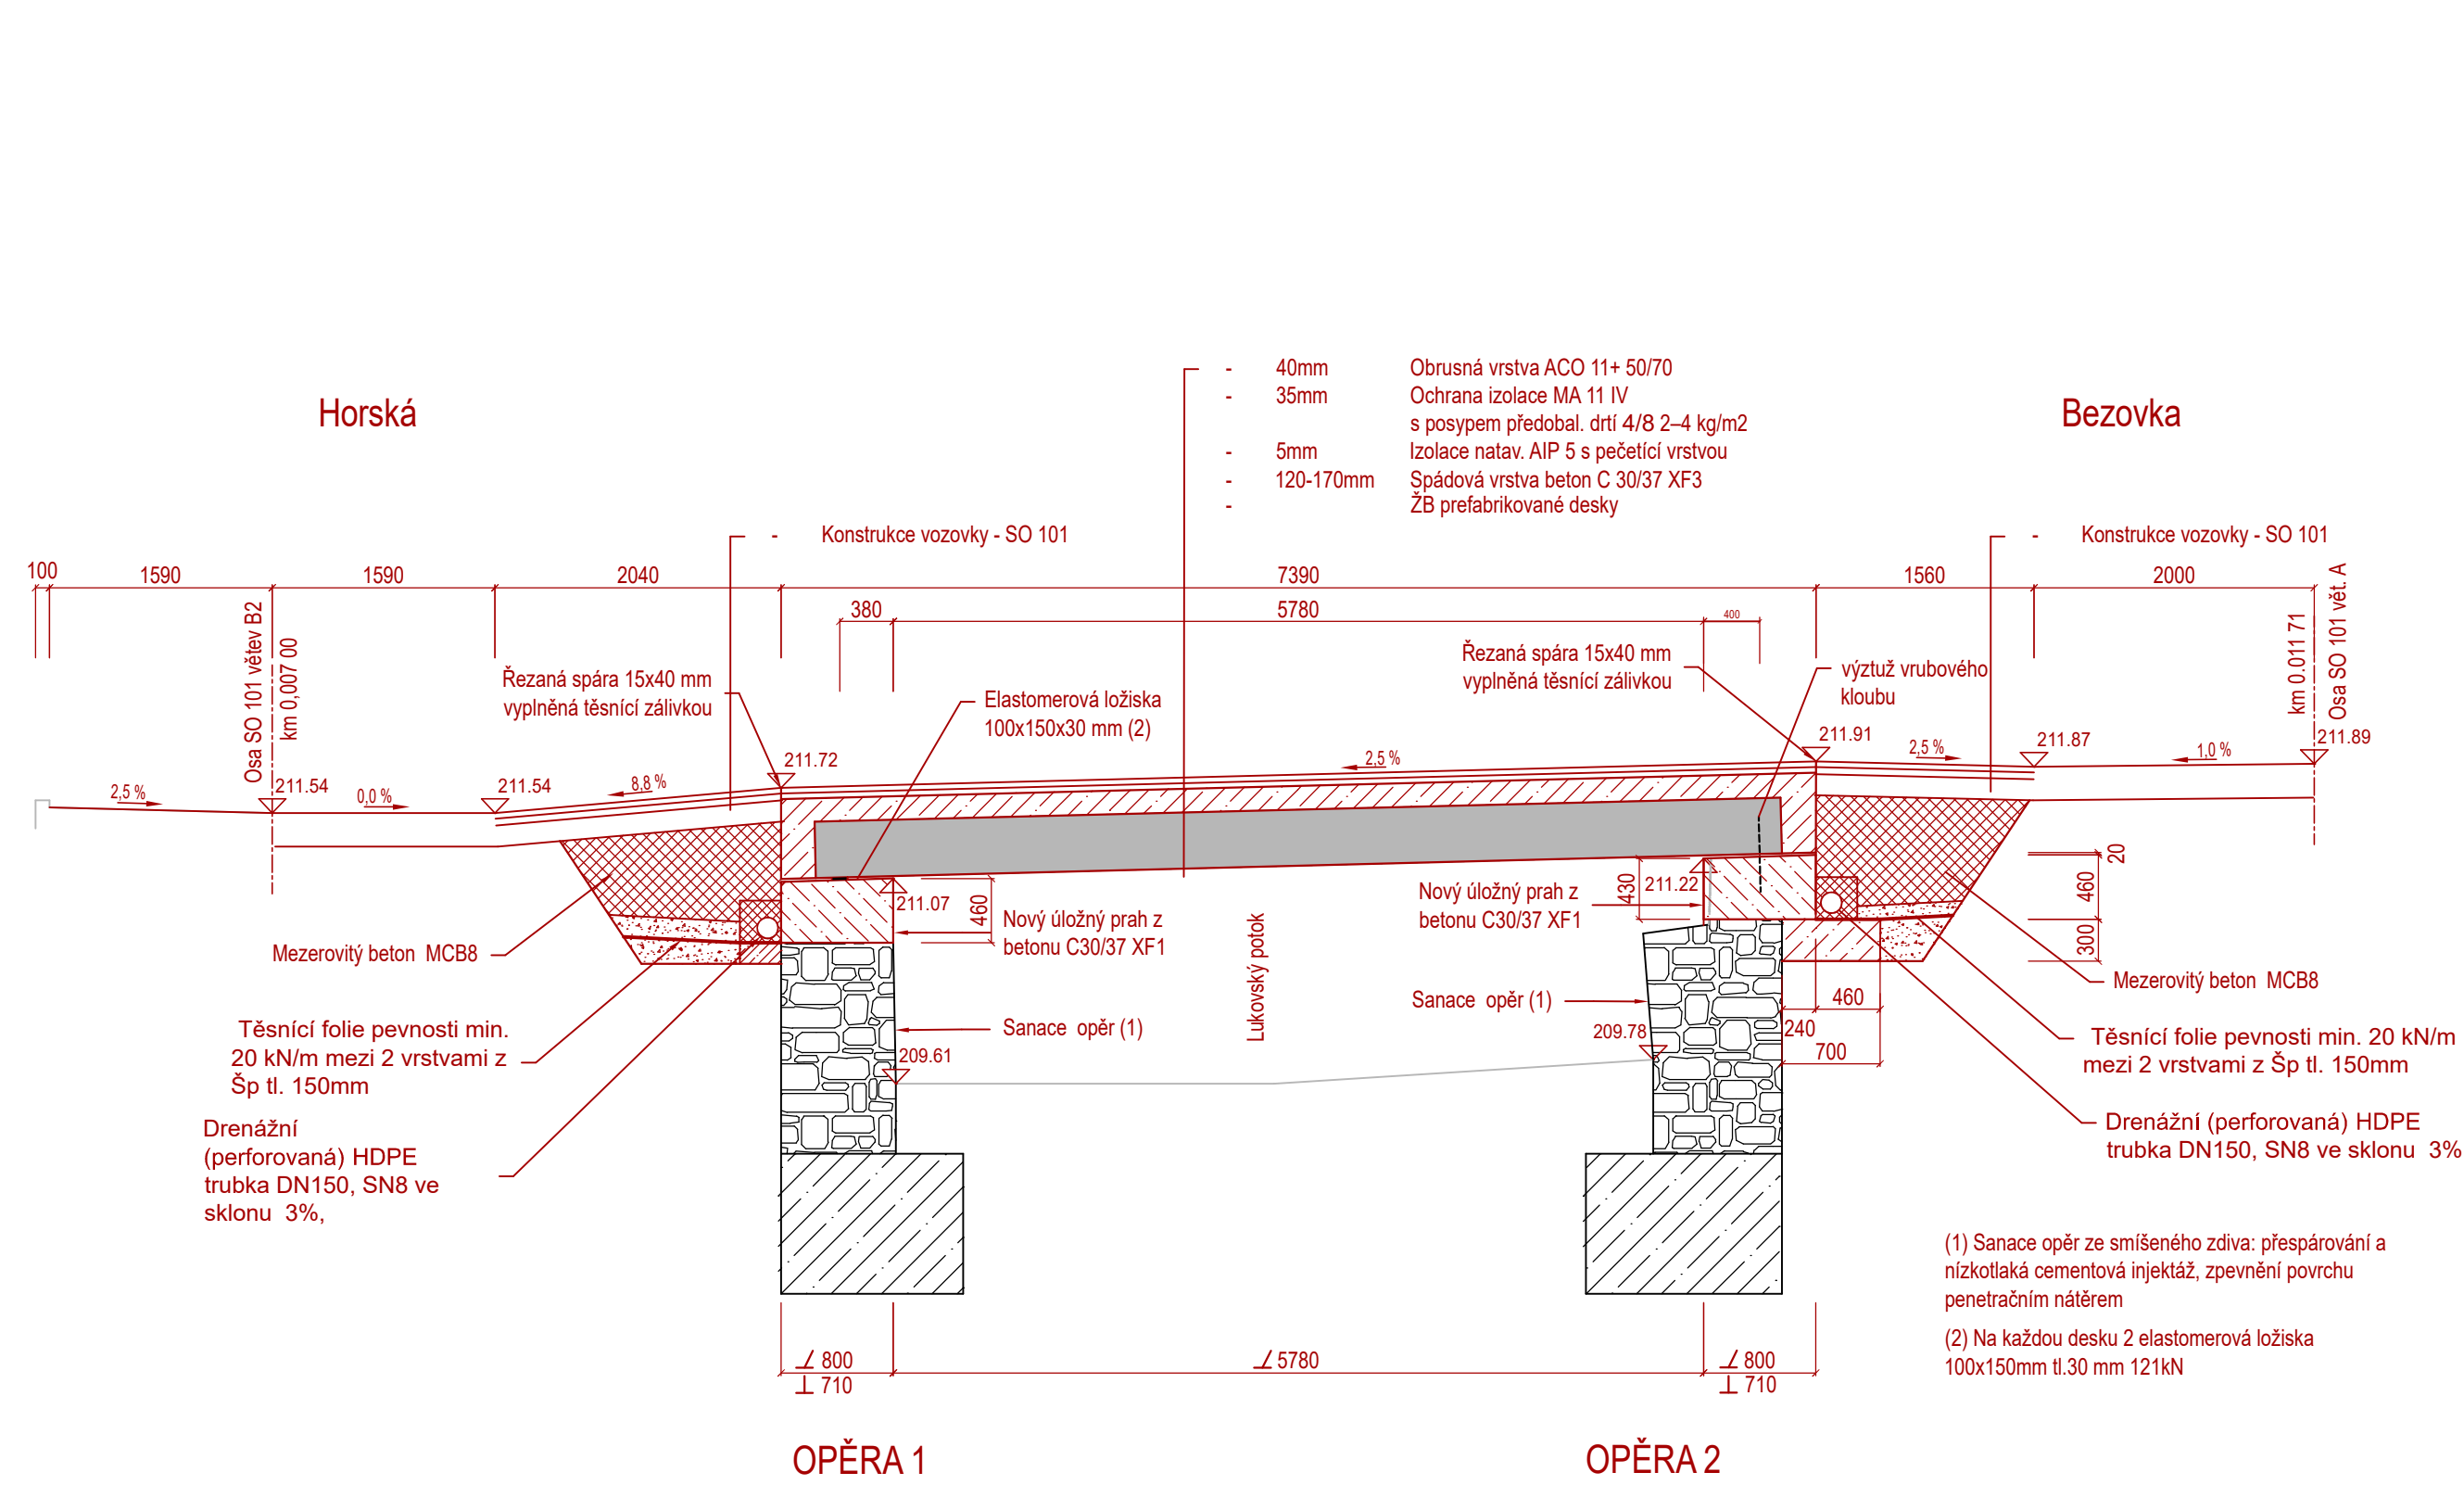 40mm Obrusná vrstva ACO 11+ 50/70
- 35mm Ochrana izolace MA 11 IV
s posypem předobal. drtí 4/8 2–4 kg/m2
- 5mm Izolace natav. AIP 5 s pečetící vrstvou
- 120-170mm Spádová vrstva beton C 30/37 XF3
- ŽB prefabrikované desky
Horská
Bezovka
- Konstrukce vozovky - SO 101
- Konstrukce vozovky - SO 101
100 1590 1590 2040 7390 1560 2000
380 5780 400
Osa SO 101 větev B2
km 0,007 00
km 0.011 71
Osa SO 101 vět. A
Řezaná spára 15x40 mm
vyplněná těsnící zálivkou
Elastomerová ložiska
100x150x30 mm (2)
Řezaná spára 15x40 mm
vyplněná těsnící zálivkou
výztuž vrubového
kloubu
211.54 211.54 211.72 211.91 211.87 211.89
2,5 % 0,0 % 8,8 % 2,5 % 2,5 % 1,0 %
211.07
460
Nový úložný prah z
betonu C30/37 XF1
Nový úložný prah z
betonu C30/37 XF1
430
211.22
20
460
300
Mezerovitý beton MCB8
Mezerovitý beton MCB8
Lukovský potok
Sanace opěr (1)
Sanace opěr (1)
209.61
209.78
460
240
700
Těsnící folie pevnosti min.
20 kN/m mezi 2 vrstvami z
Šp tl. 150mm
Těsnící folie pevnosti min. 20 kN/m
mezi 2 vrstvami z Šp tl. 150mm
Drenážní
(perforovaná) HDPE
trubka DN150, SN8 ve
sklonu 3%,
Drenážní (perforovaná) HDPE
trubka DN150, SN8 ve sklonu 3%
(1) Sanace opěr ze smíšeného zdiva: přespárování a
nízkotlaká cementová injektáž, zpevnění povrchu
penetračním nátěrem
(2) Na každou desku 2 elastomerová ložiska
100x150mm tl.30 mm 121kN
800 5780 800
710 710
OPĚRA 1
OPĚRA 2